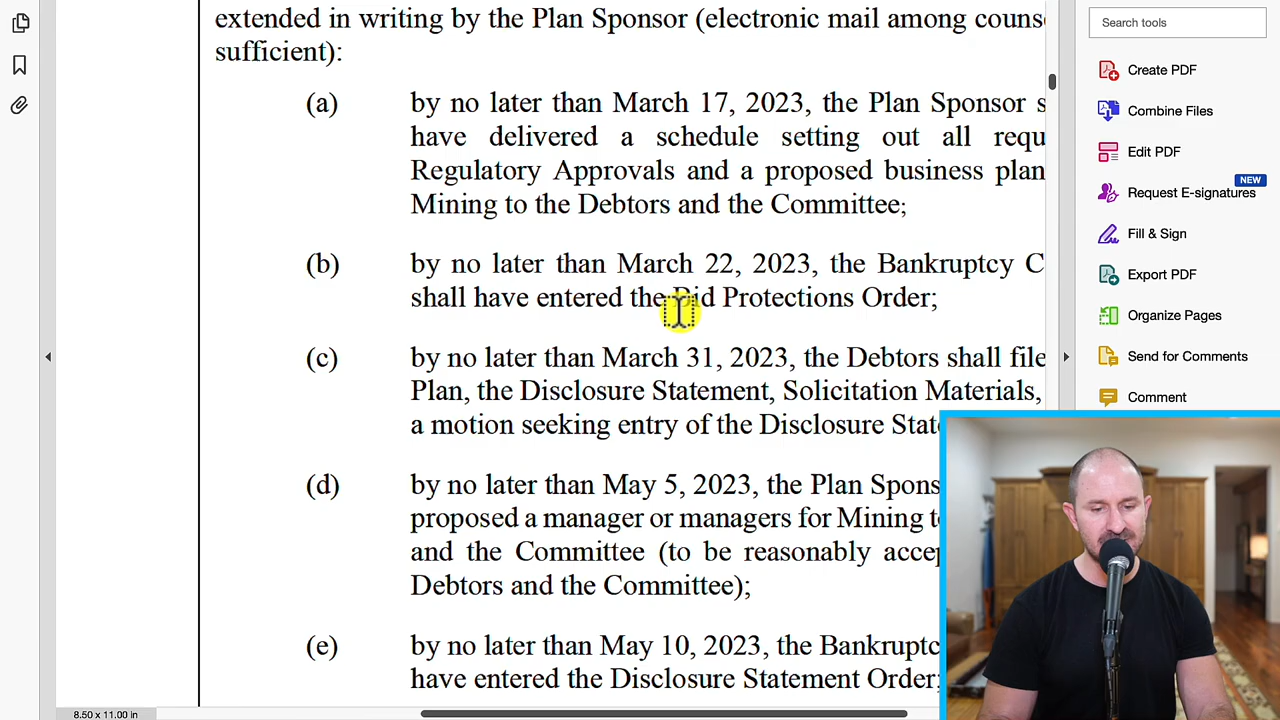 extended in writing by the Plan Sponsor (electronic mail among
sufficient):
(a) by no later than March 17, 2023, the Plan Sponsor
have delivered a schedule setting out all
Regulatory Approvals and a proposed business plan
Mining to the Debtors and the Committee;
(b) by no later than March 22, 2023, the Bankruptcy
shall have entered the Bid Protections Order;
(c) by no later than March 31, 2023, the Debtors shall file
Plan, the Disclosure Statement, Solicitation Materials,
a motion seeking entry of the Disclosure
(d) by no later than May 5, 2023, the Plan
proposed a manager or managers for Mining
and the Committee (to be reasonably
Debtors and the Committee);
(e) by no later than May 10, 2023, the
have entered the Disclosure Statement Order;
8.50 x 11.00 in
Search tools
Create PDF
Combine Files
Edit PDF
NEW
Request E-signatures
Fill & Sign
Export PDF
Organize Pages
Send for Comments
Comment